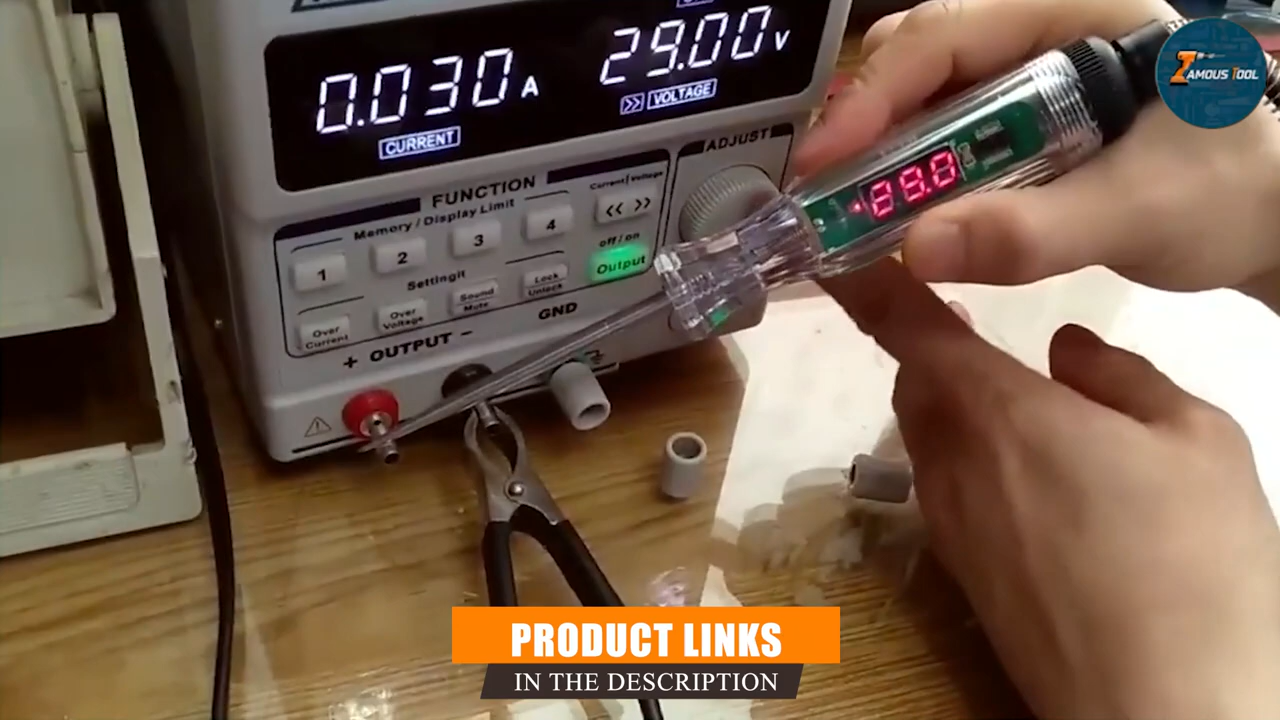 0.030 A
29.00 V
CURRENT
>> VOLTAGE
ZAMOUS TOOL
ADJUST
FUNCTION
Memory / Display Limit
Current / Voltage
1 2 3 4
<< >>
off / on
Output
Settingit
Over Current
Over Voltage
Sound Mute
Lock Unlock
+ OUTPUT −
GND
PRODUCT LINKS
IN THE DESCRIPTION